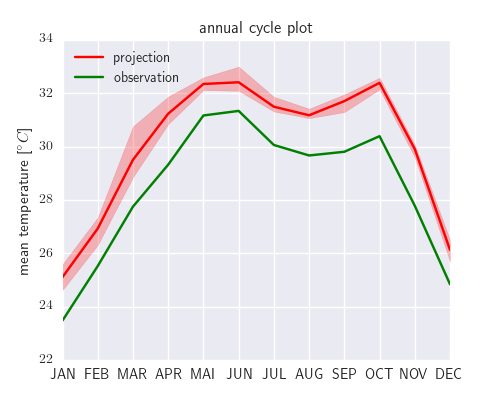 annual cycle plot
projection
observation
mean temperature [°C]
34
32
30
28
26
24
22
JAN FEB MAR APR MAI JUN JUL AUG SEP OCT NOV DEC